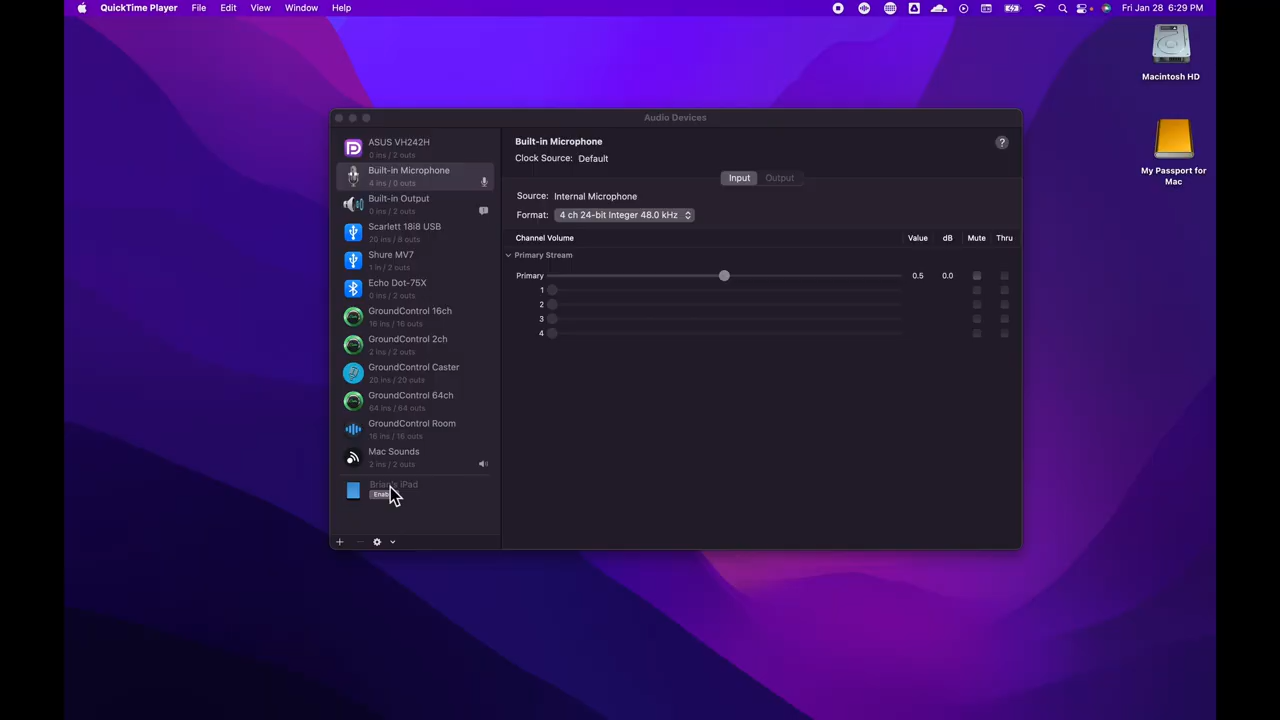 QuickTime Player File Edit View Window Help
Fri Jan 28 6:29 PM
Macintosh HD
My Passport for
Mac
Audio Devices
ASUS VH242H
0 ins / 2 outs
Built-in Microphone
4 ins / 0 outs
Built-in Output
0 ins / 2 outs
Scarlett 18i8 USB
20 ins / 8 outs
Shure MV7
1 in / 2 outs
Echo Dot-75X
0 ins / 2 outs
GroundControl 16ch
16 ins / 16 outs
GroundControl 2ch
2 ins / 2 outs
GroundControl Caster
20 ins / 20 outs
GroundControl 64ch
64 ins / 64 outs
GroundControl Room
16 ins / 16 outs
Mac Sounds
2 ins / 2 outs
Brian's iPad
Built-in Microphone
Clock Source: Default
?
Input Output
Source: Internal Microphone
Format: 4 ch 24-bit Integer 48.0 kHz
Channel Volume Value dB Mute Thru
Primary Stream
Primary 0.5 0.0
1
2
3
4